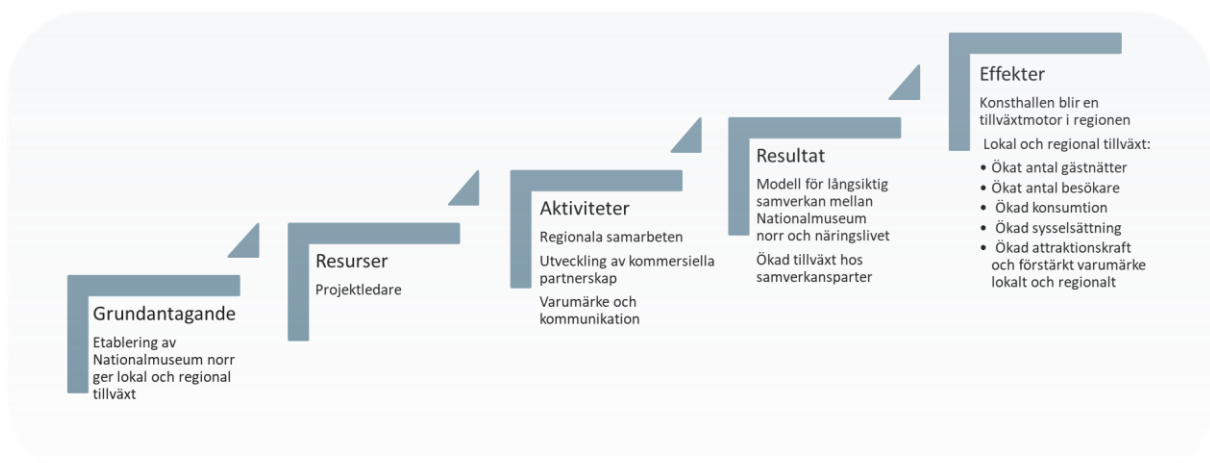 Grundantagande
Etablering av
Nationalmuseum norr
ger lokal och regional
tillväxt
Resurser
Projektledare
Aktiviteter
Regionala samarbeten
Utveckling av kommersiella
partnerskap
Varumärke och
kommunikation
Resultat
Modell för långsiktig
samverkan mellan
Nationalmuseum
norr och näringslivet
Ökad tillväxt hos
samverkansparter
Effekter
Konsthallen blir en
tillväxtmotor i regionen
Lokal och regional tillväxt:
• Ökat antal gästnätter
• Ökat antal besökare
• Ökad konsumtion
• Ökad sysselsättning
• Ökad attraktionskraft
och förstärkt varumärke
lokalt och regionalt